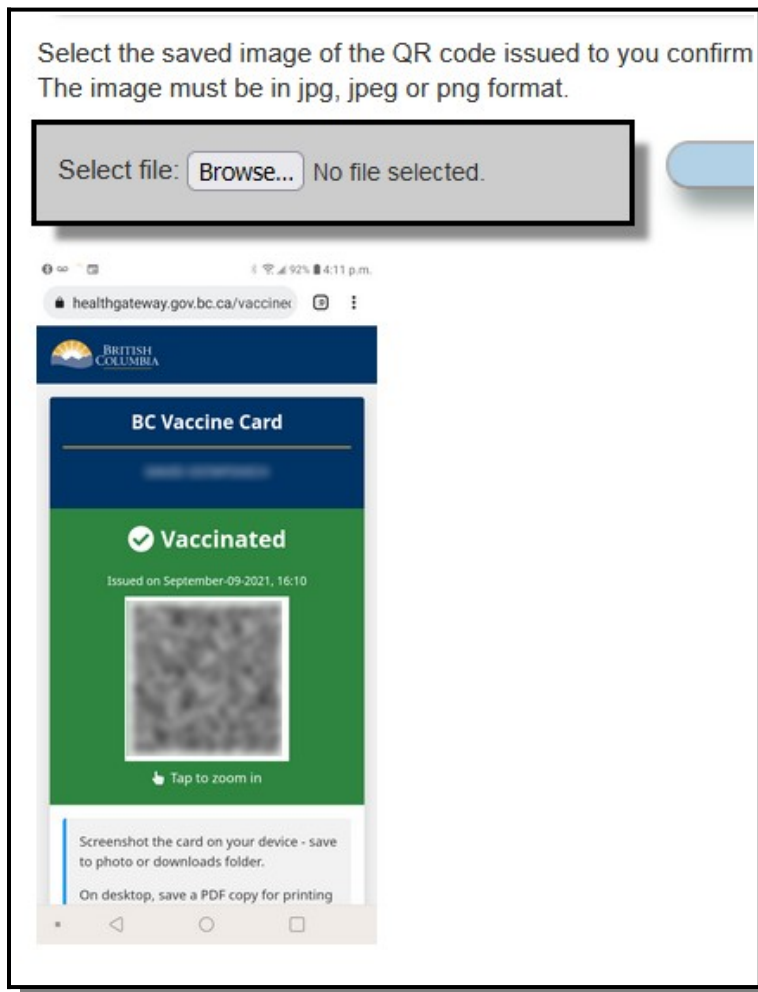 Select the saved image of the QR code issued to you confirm
The image must be in jpg, jpeg or png format.
Select file: Browse... No file selected.
92% 4:11 p.m.
healthgateway.gov.bc.ca/vaccine
BRITISH
COLUMBIA
BC Vaccine Card
Vaccinated
Issued on September-09-2021, 16:10
Tap to zoom in
Screenshot the card on your device - save
to photo or downloads folder.
On desktop, save a PDF copy for printing